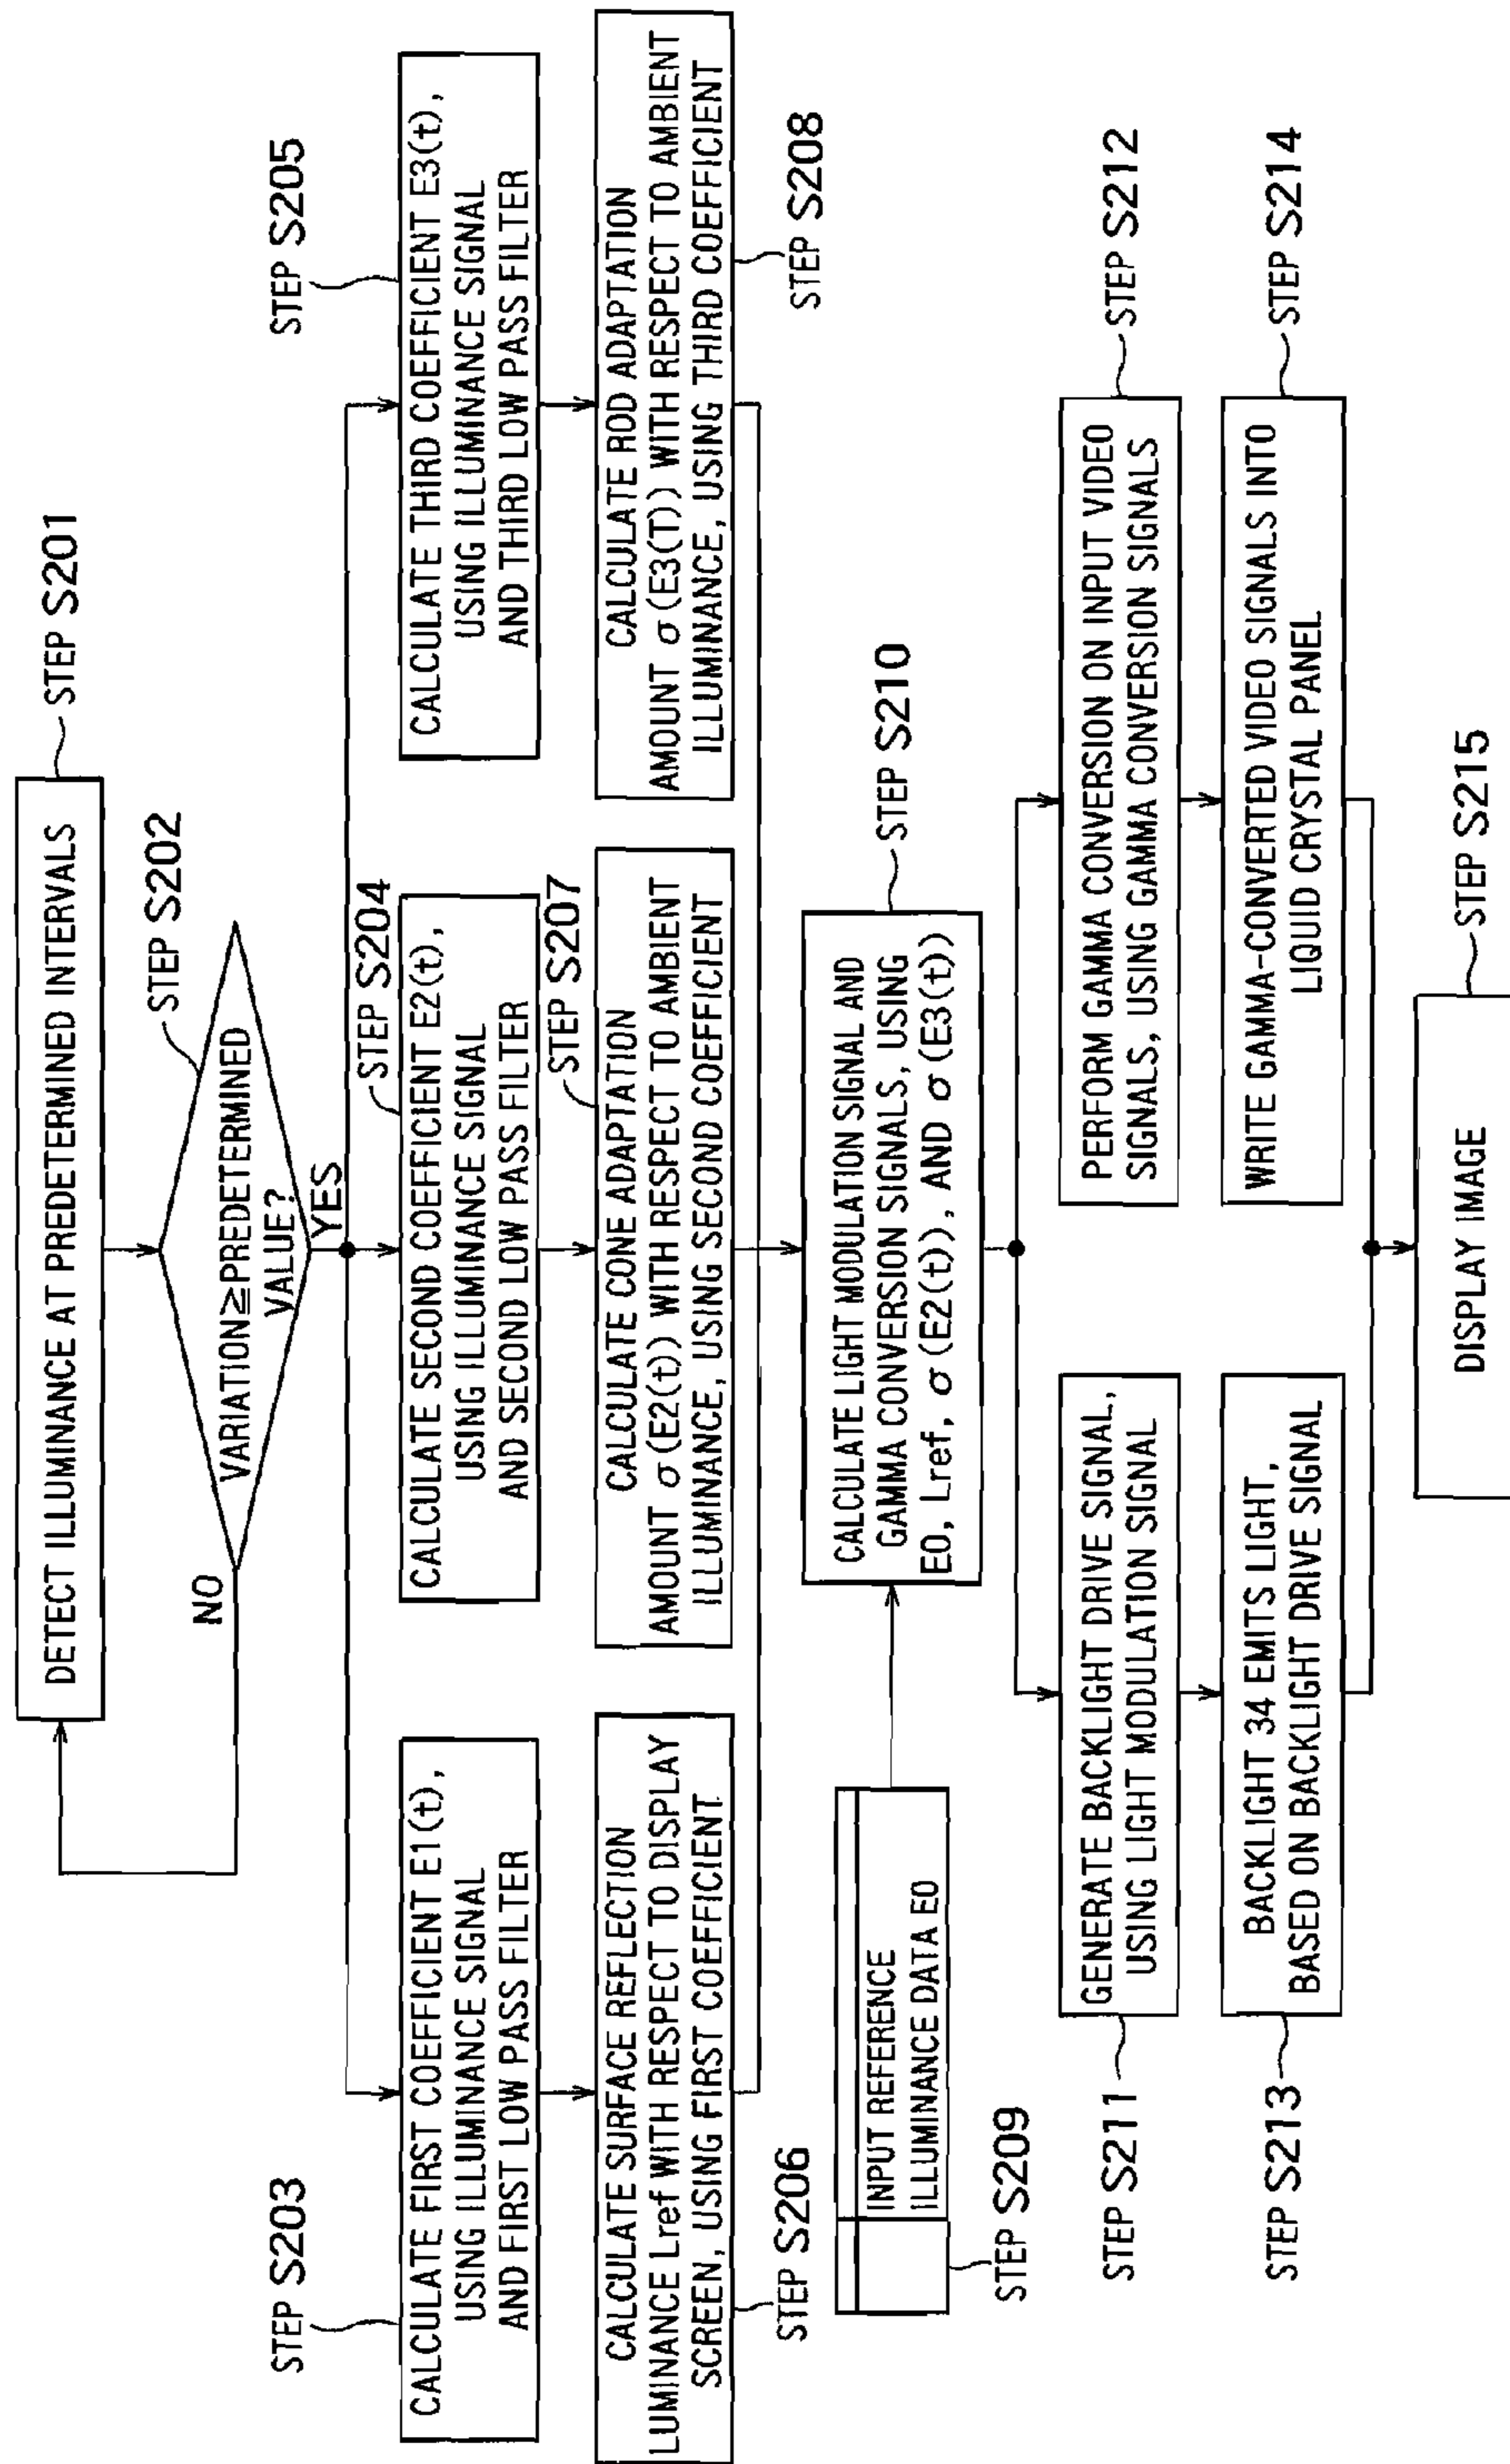 DETECT ILLUMINANCE AT PREDETERMINED INTERVALS
STEP S201
VARIATION≧PREDETERMINED
VALUE?
STEP S202
NO
YES
STEP S203
CALCULATE FIRST COEFFICIENT E1(t),
USING ILLUMINANCE SIGNAL
AND FIRST LOW PASS FILTER
STEP S204
CALCULATE SECOND COEFFICIENT E2(t),
USING ILLUMINANCE SIGNAL
AND SECOND LOW PASS FILTER
STEP S205
CALCULATE THIRD COEFFICIENT E3(t),
USING ILLUMINANCE SIGNAL
AND THIRD LOW PASS FILTER
CALCULATE SURFACE REFLECTION
LUMINANCE Lref WITH RESPECT TO DISPLAY
SCREEN, USING FIRST COEFFICIENT
STEP S206
STEP S207
CALCULATE CONE ADAPTATION
AMOUNT σ(E2(t)) WITH RESPECT TO AMBIENT
ILLUMINANCE, USING SECOND COEFFICIENT
CALCULATE ROD ADAPTATION
AMOUNT σ(E3(T)) WITH RESPECT TO AMBIENT
ILLUMINANCE, USING THIRD COEFFICIENT
STEP S208
INPUT REFERENCE
ILLUMINANCE DATA E0
STEP S209
CALCULATE LIGHT MODULATION SIGNAL AND
GAMMA CONVERSION SIGNALS, USING
E0, Lref, σ(E2(t)), AND σ(E3(t))
STEP S210
STEP S211
GENERATE BACKLIGHT DRIVE SIGNAL,
USING LIGHT MODULATION SIGNAL
PERFORM GAMMA CONVERSION ON INPUT VIDEO
SIGNALS, USING GAMMA CONVERSION SIGNALS
STEP S212
STEP S213
BACKLIGHT 34 EMITS LIGHT,
BASED ON BACKLIGHT DRIVE SIGNAL
WRITE GAMMA-CONVERTED VIDEO SIGNALS INTO
LIQUID CRYSTAL PANEL
STEP S214
DISPLAY IMAGE
STEP S215